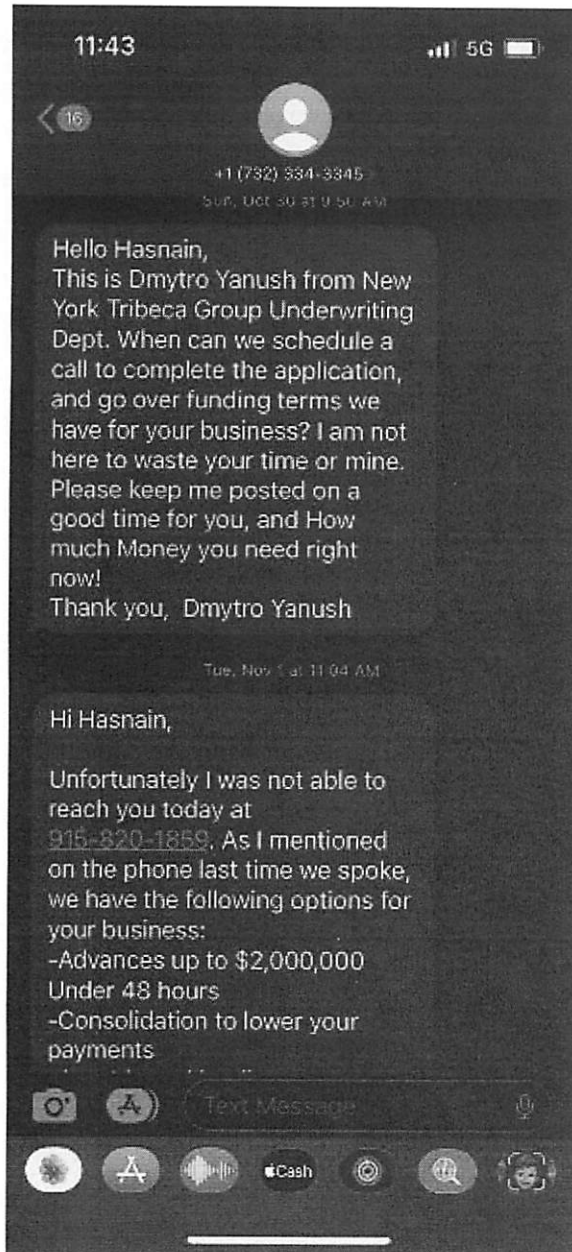 11:43
5G
16
+1 (732) 334-3345
Sun, Oct 30 at 9:50 AM
Hello Hasnain,
This is Dmytro Yanush from New
York Tribeca Group Underwriting
Dept. When can we schedule a
call to complete the application,
and go over funding terms we
have for your business? I am not
here to waste your time or mine.
Please keep me posted on a
good time for you, and How
much Money you need right
now!
Thank you, Dmytro Yanush
Tue, Nov 1 at 11:04 AM
Hi Hasnain,
Unfortunately I was not able to
reach you today at
915-820-1859. As I mentioned
on the phone last time we spoke,
we have the following options for
your business:
-Advances up to $2,000,000
Under 48 hours
-Consolidation to lower your
payments
Text Message
Cash